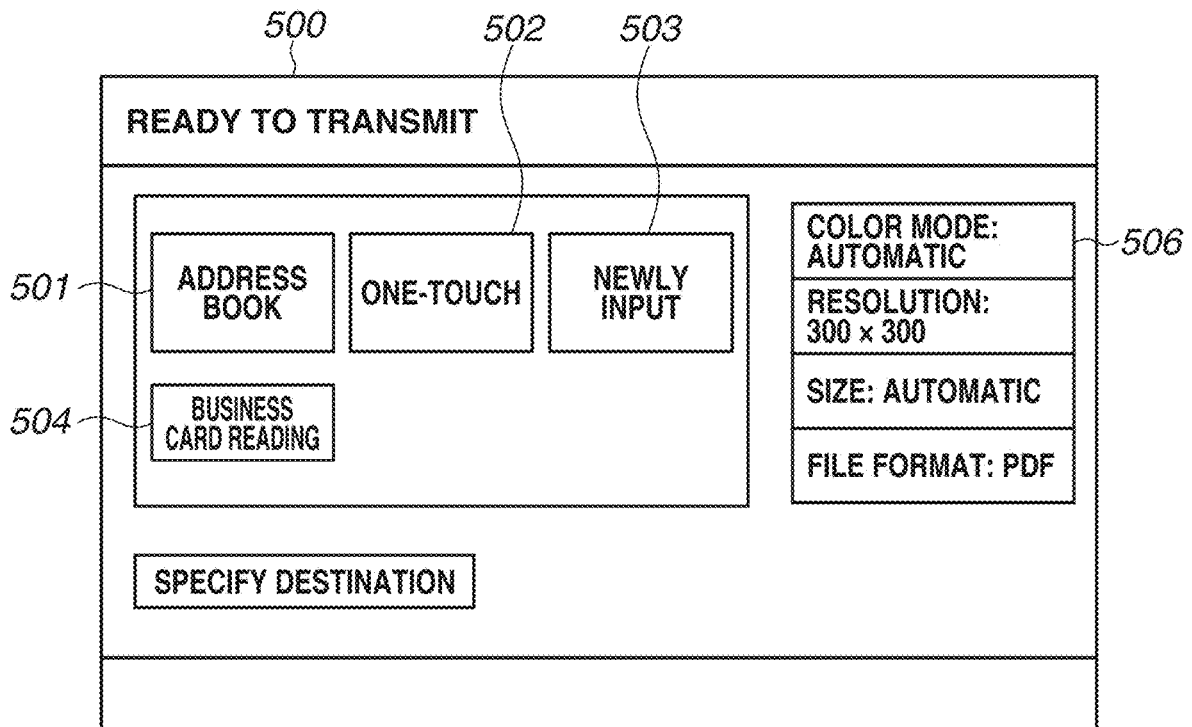 500
502
503
READY TO TRANSMIT
501
ADDRESS
BOOK
ONE-TOUCH
NEWLY
INPUT
COLOR MODE:
AUTOMATIC
506
RESOLUTION:
300 × 300
504
BUSINESS
CARD READING
SIZE: AUTOMATIC
FILE FORMAT: PDF
SPECIFY DESTINATION